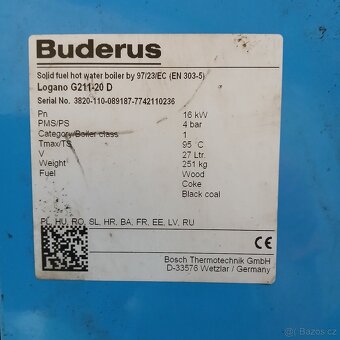 Buderus
Solid fuel hot water boiler by 97/23/EC (EN 303-5)
Logano G211-20 D
Serial No. 3820-110-089187-7742110236
Pn 16 kW
PMS/PS 4 bar
Category/Boiler class 1
Tmax/TS 95 °C
V 27 Ltr.
Weight 251 kg
Fuel Wood
Coke
Black coal
PL, HU, RO, SL, HR, BA, FR, EE, LV, RU
CE
Bosch Thermotechnik GmbH
D-33576 Wetzlar / Germany
Bazos.cz